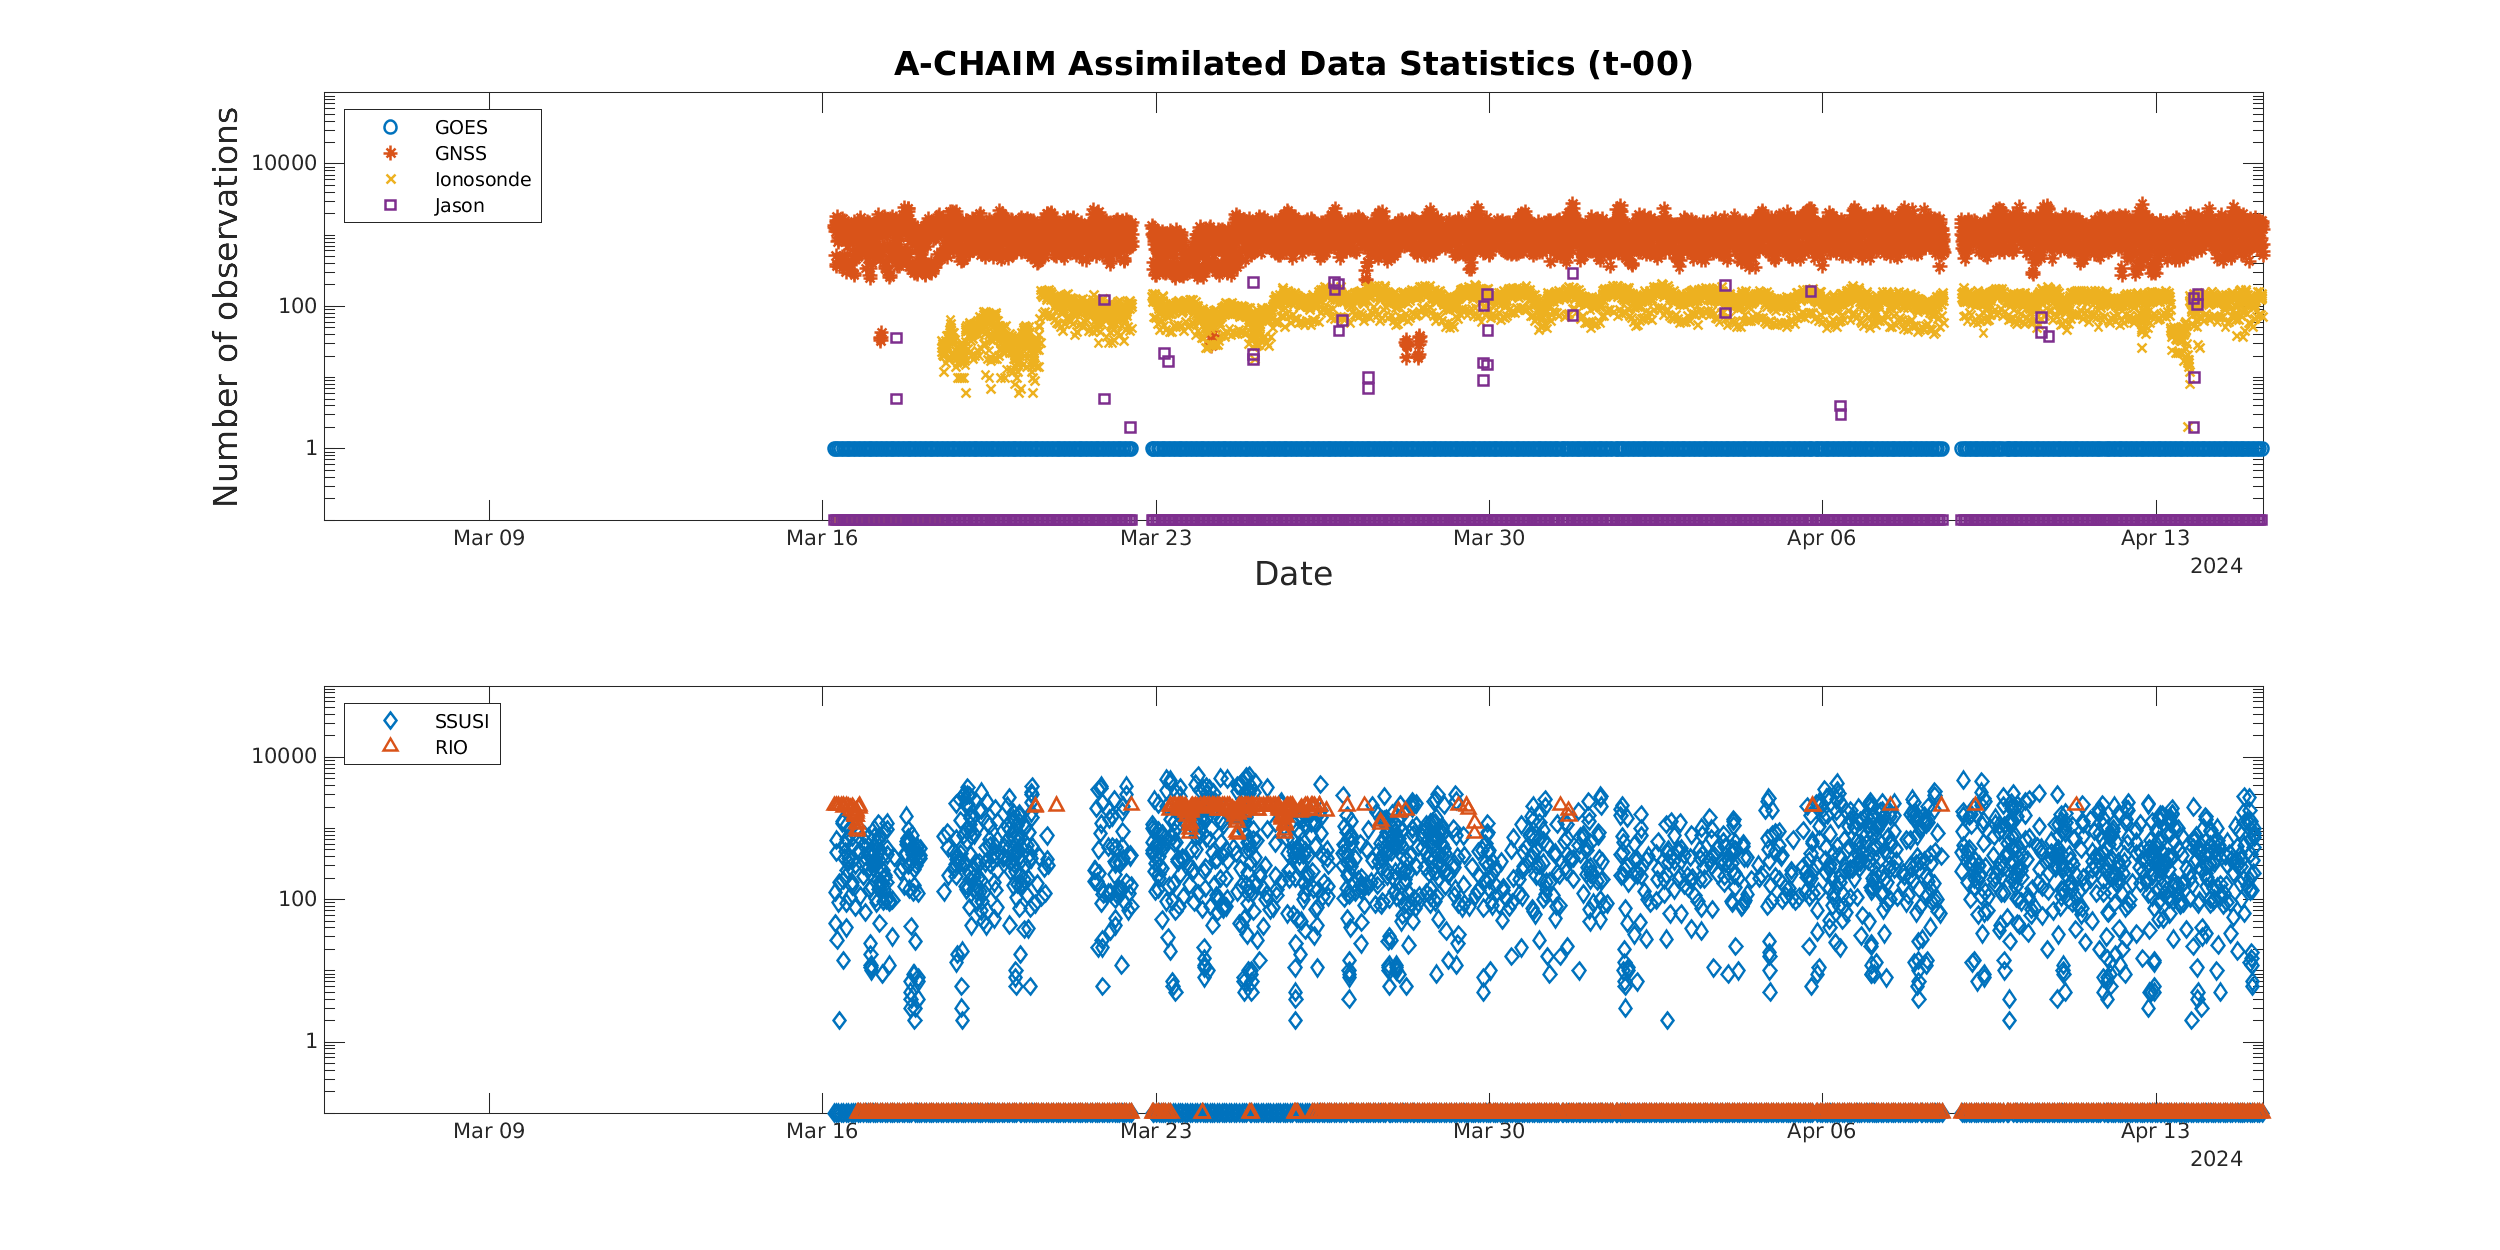 A-CHAIM Assimilated Data Statistics (t-00)
Number of observations
10000
100
1
GOES
GNSS
Ionosonde
Jason
Mar 09 Mar 16 Mar 23 Mar 30 Apr 06 Apr 13
2024
Date
10000
100
1
SSUSI
RIO
Mar 09 Mar 16 Mar 23 Mar 30 Apr 06 Apr 13
2024